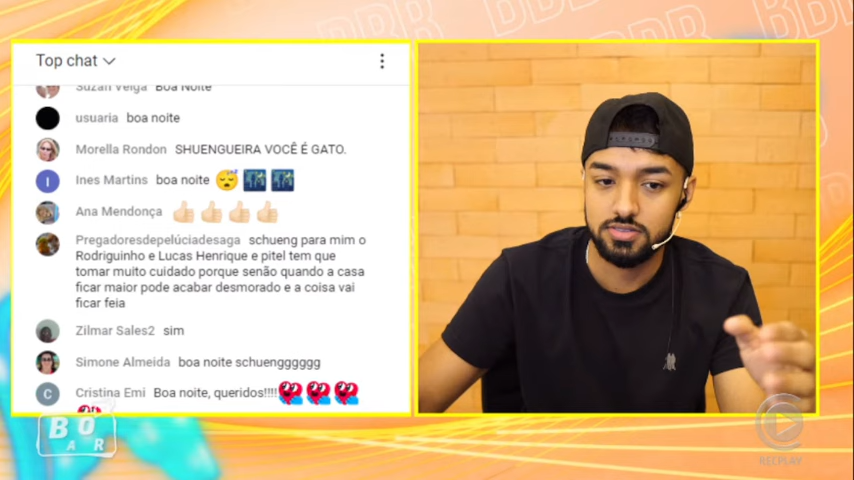 BBB
BBB
Top chat
Suzan Veiga Boa Noite
usuaria boa noite
Morella Rondon SHUENGUEIRA VOCÊ É GATO.
I
Ines Martins boa noite
Ana Mendonça
Pregadoresdepelúciadesaga schueng para mim o
Rodriguinho e Lucas Henrique e pitel tem que
tomar muito cuidado porque senão quando a casa
ficar maior pode acabar desmorado e a coisa vai
ficar feia
Zilmar Sales2 sim
Simone Almeida boa noite schuengggggg
C
Cristina Emi Boa noite, queridos!!!!
BO
AR
RECPLAY